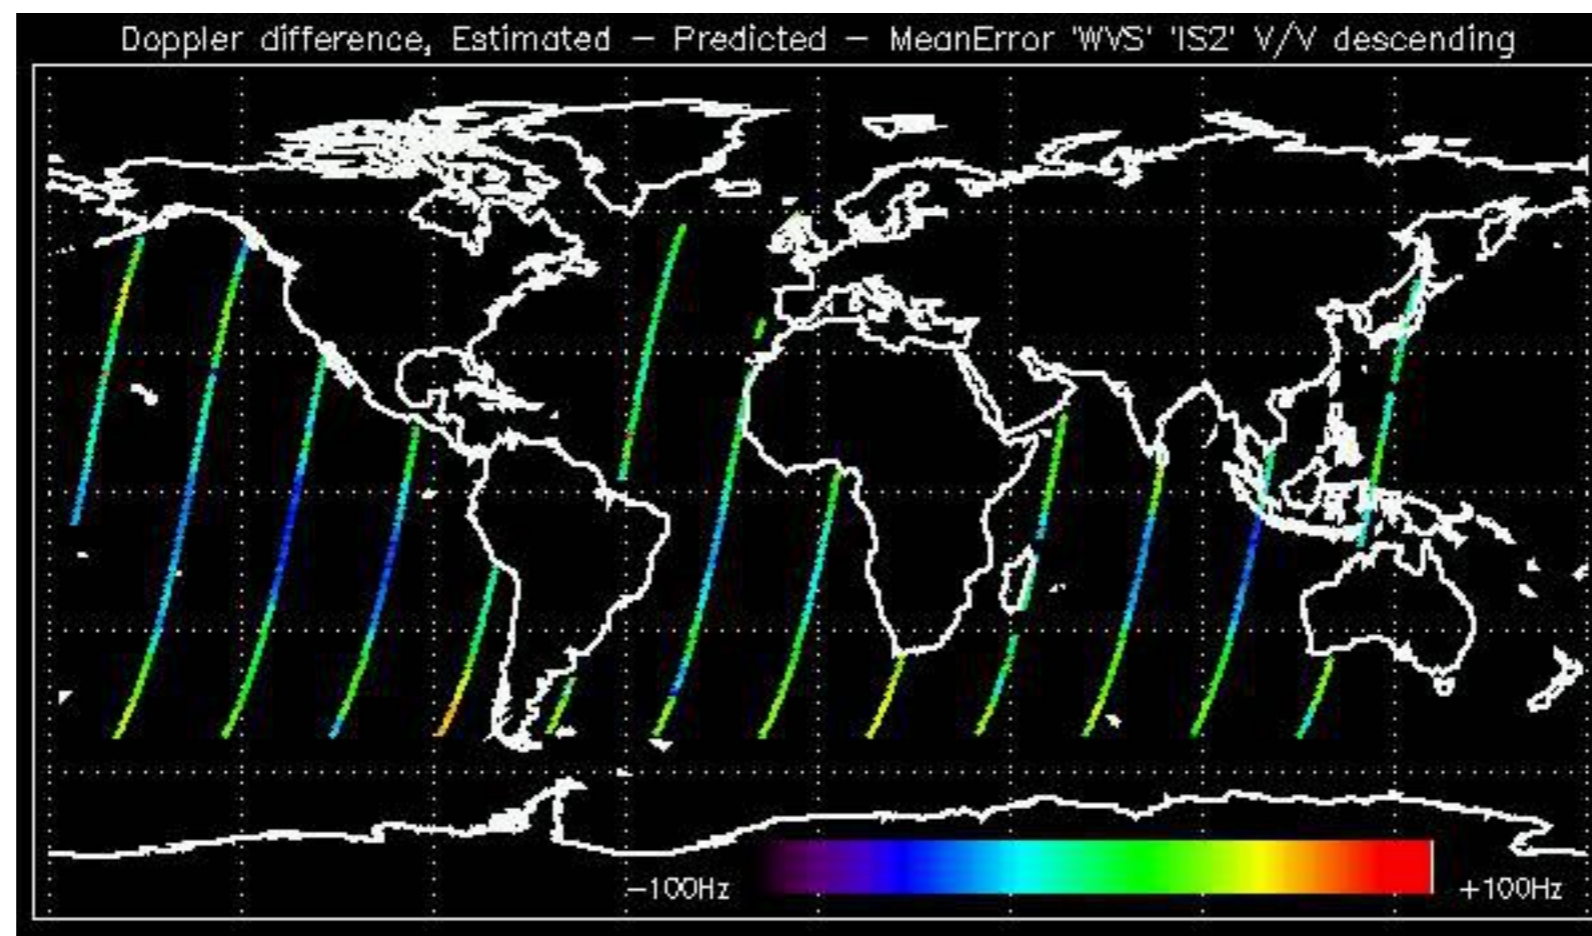 Doppler difference, Estimated – Predicted – MeanError 'WVS' 'IS2' V/V descending
–100Hz
+100Hz